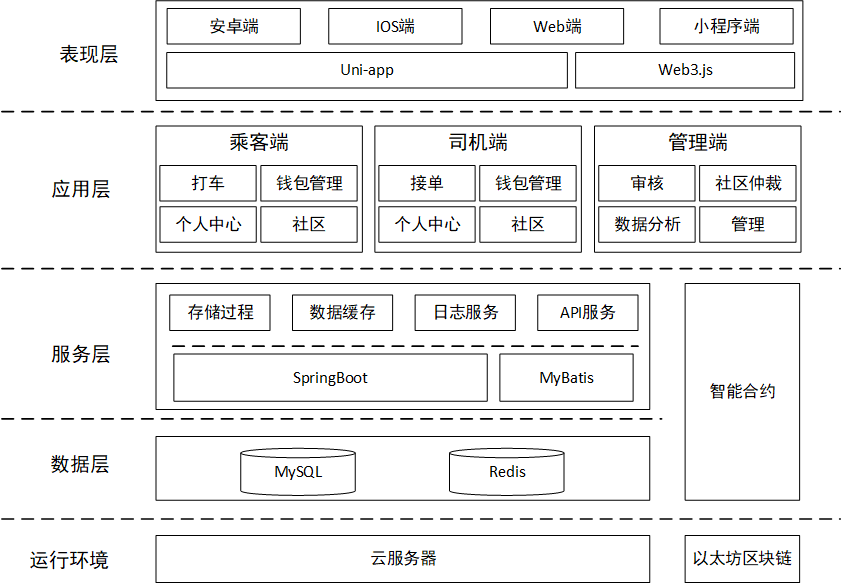 安卓端 IOS端 Web端 小程序端
表现层
Uni-app Web3.js
乘客端 司机端 管理端
打车 钱包管理 接单 钱包管理 审核 社区仲裁
应用层
个人中心 社区 个人中心 社区 数据分析 管理
存储过程 数据缓存 日志服务 API服务
服务层
SpringBoot MyBatis
智能合约
数据层 MySQL Redis
运行环境 云服务器 以太坊区块链